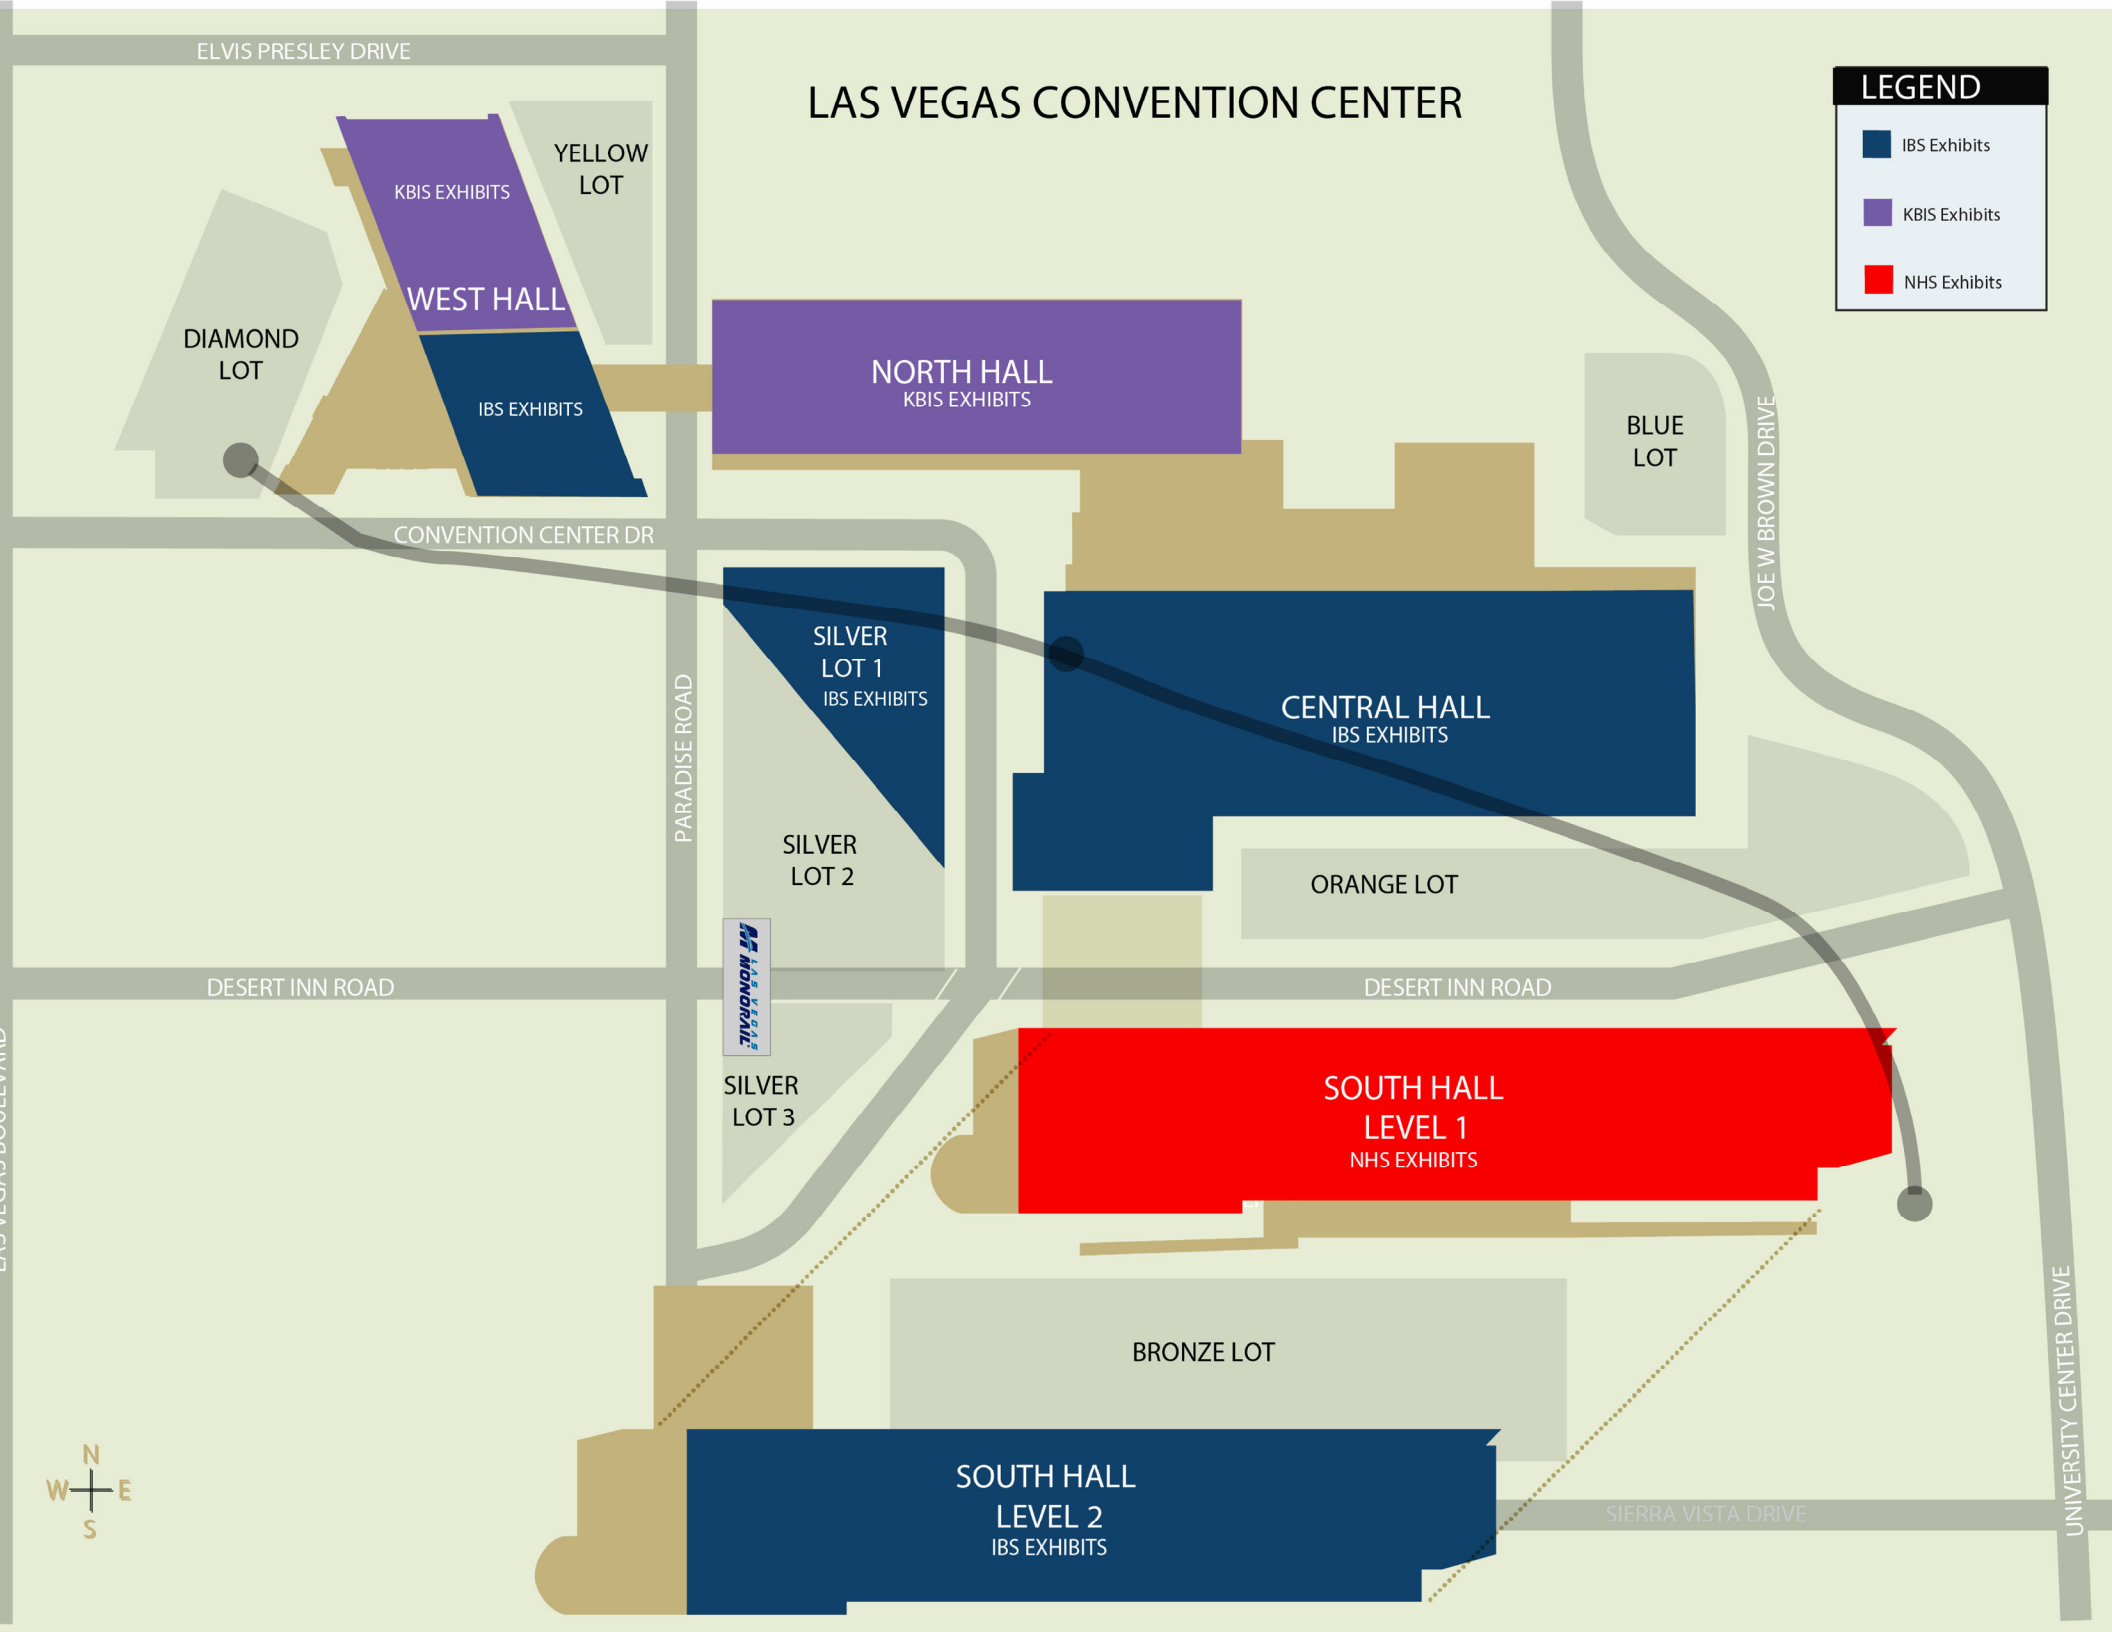 ELVIS PRESLEY DRIVE
LAS VEGAS CONVENTION CENTER
LEGEND
IBS Exhibits
KBIS Exhibits
NHS Exhibits
YELLOW
LOT
KBIS EXHIBITS
WEST HALL
IBS EXHIBITS
DIAMOND
LOT
NORTH HALL
KBIS EXHIBITS
BLUE
LOT
JOE W BROWN DRIVE
CONVENTION CENTER DR
SILVER
LOT 1
IBS EXHIBITS
PARADISE ROAD
CENTRAL HALL
IBS EXHIBITS
SILVER
LOT 2
ORANGE LOT
LAS VEGAS
MONORAIL
DESERT INN ROAD
DESERT INN ROAD
SILVER
LOT 3
SOUTH HALL
LEVEL 1
NHS EXHIBITS
LAS VEGAS BOULEVARD
BRONZE LOT
UNIVERSITY CENTER DRIVE
SOUTH HALL
LEVEL 2
IBS EXHIBITS
SIERRA VISTA DRIVE
N
W E
S